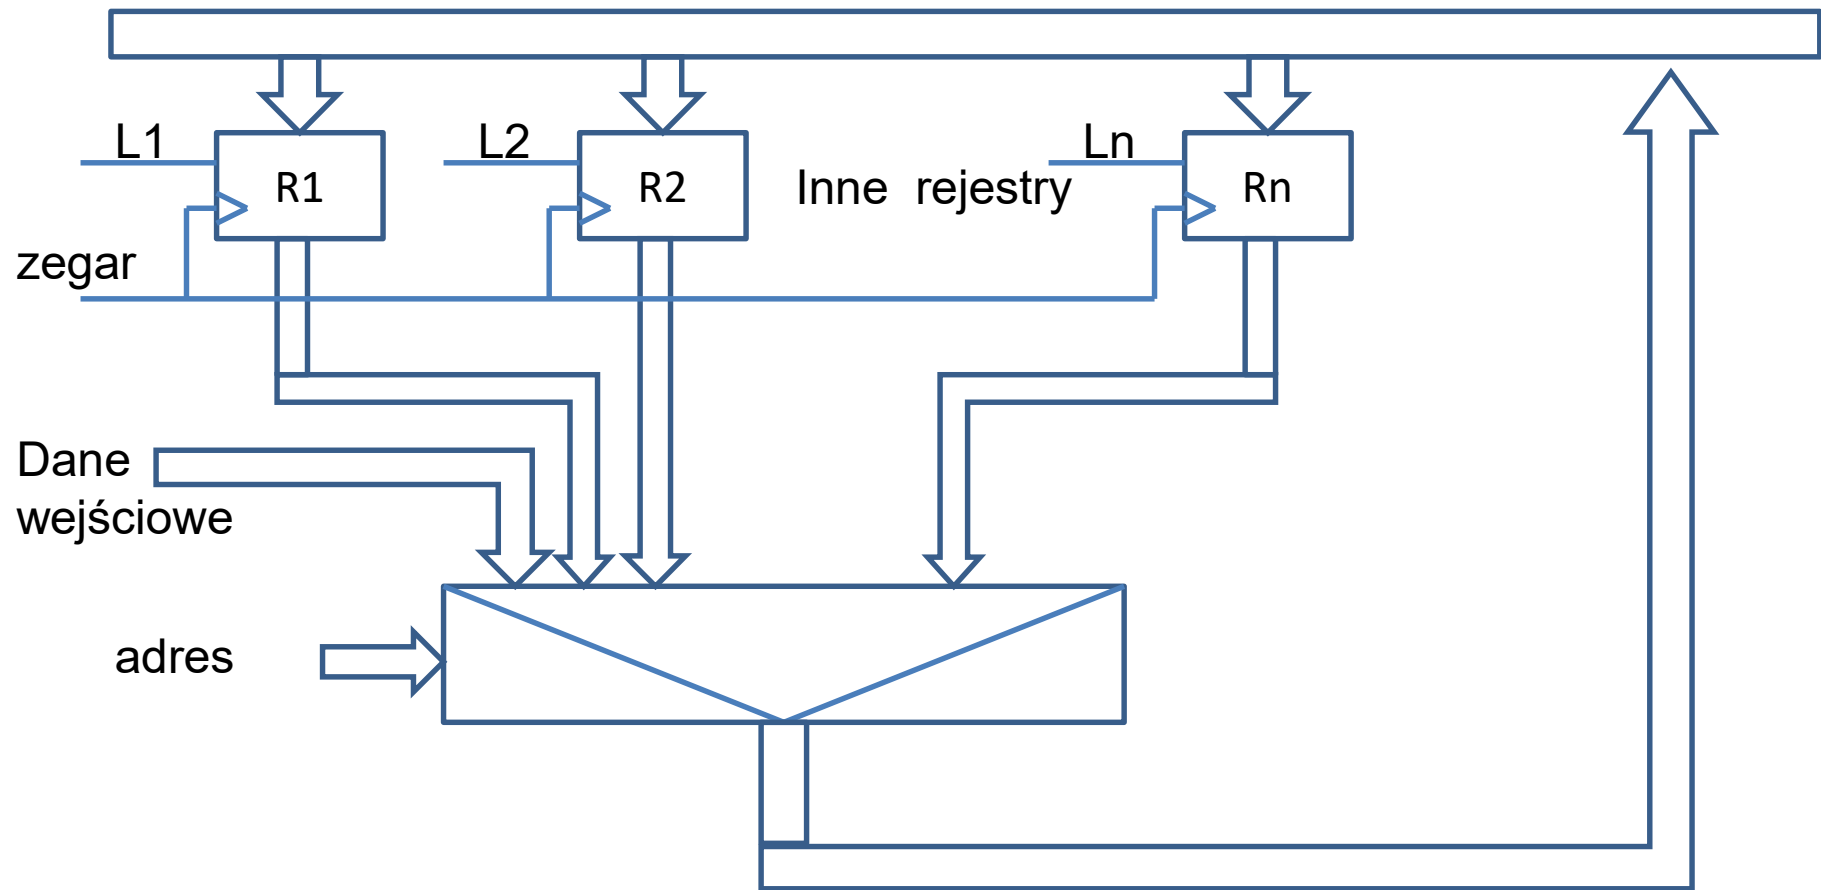 L1
R1
L2
R2
Inne rejestry
Ln
Rn
zegar
Dane
wejściowe
adres